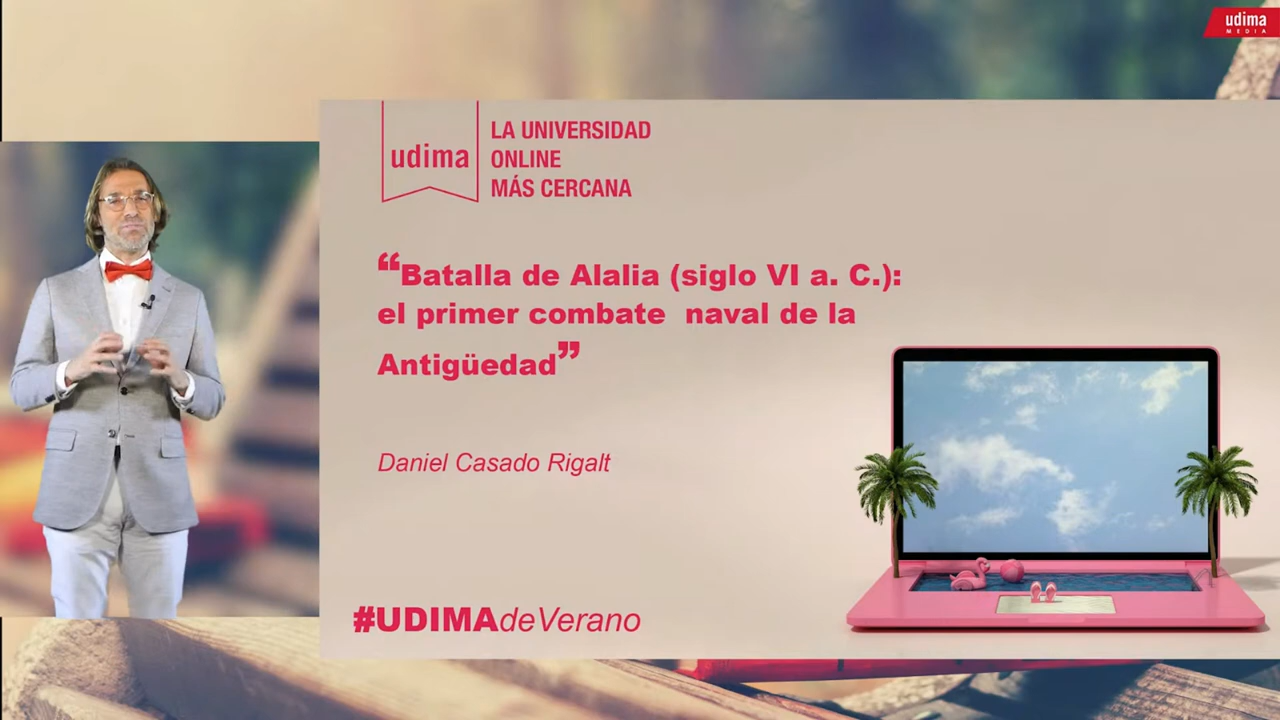 udima
MEDIA
udima
LA UNIVERSIDAD
ONLINE
MÁS CERCANA
“Batalla de Alalia (siglo VI a. C.):
el primer combate naval de la
Antigüedad”
Daniel Casado Rigalt
#UDIMAdeVerano